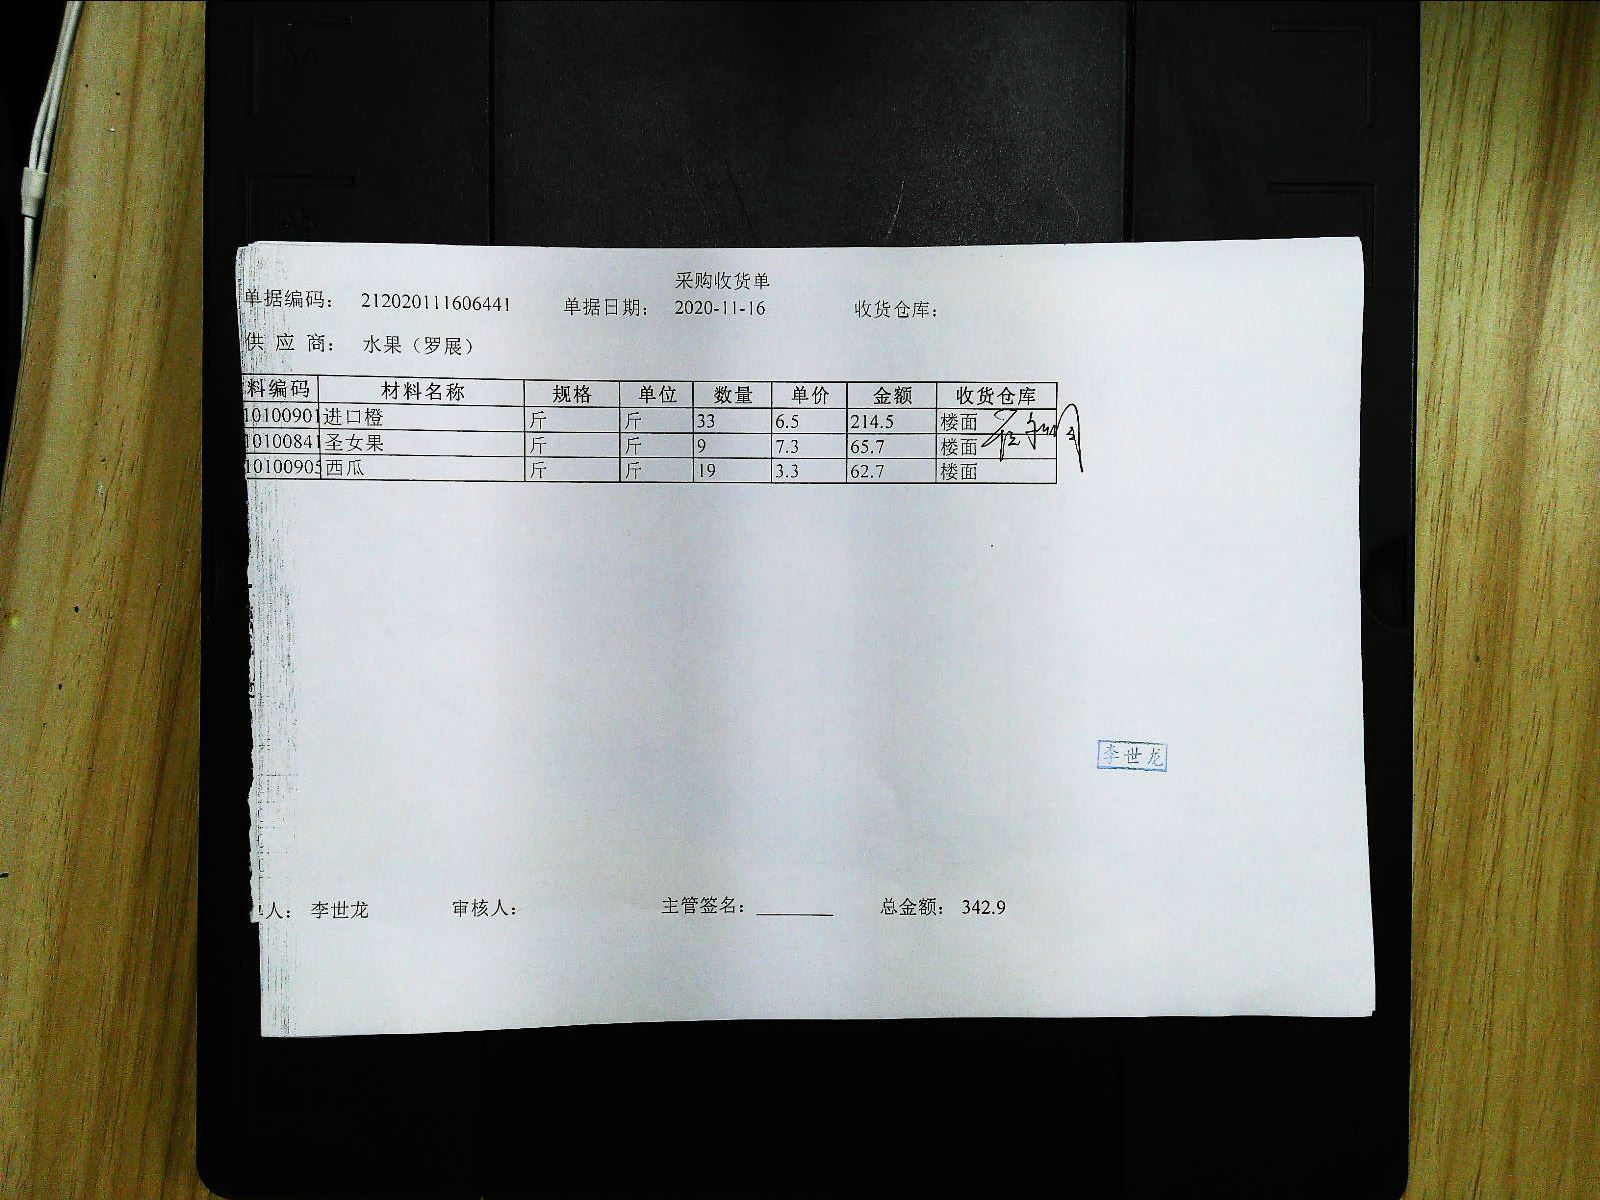 采购收货单
单据编码： 212020111606441 单据日期： 2020-11-16 收货仓库：
供 应 商： 水果（罗展）
料编码 材料名称 规格 单位 数量 单价 金额 收货仓库
10100901 进口橙 斤 斤 33 6.5 214.5 楼面
10100841 圣女果 斤 斤 9 7.3 65.7 楼面
10100905 西瓜 斤 斤 19 3.3 62.7 楼面
李世龙
人： 李世龙 审核人： 主管签名： 总金额： 342.9